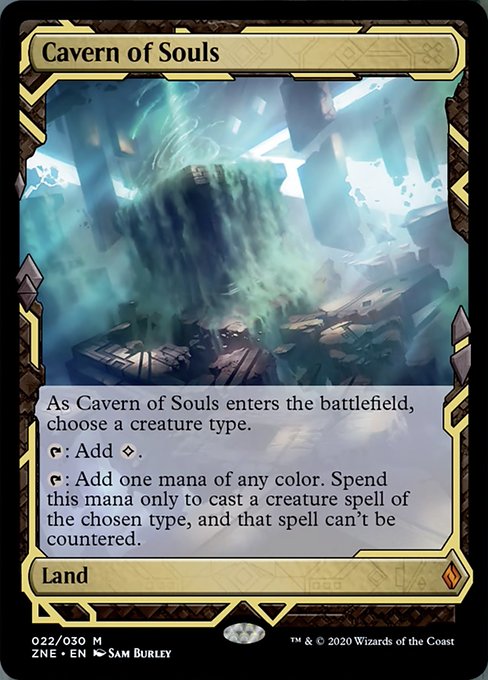 Cavern of Souls
As Cavern of Souls enters the battlefield,
choose a creature type.
: Add .
: Add one mana of any color. Spend
this mana only to cast a creature spell of
the chosen type, and that spell can't be
countered.
Land
022/030 M
ZNE • EN Sam Burley
™ & © 2020 Wizards of the Coast